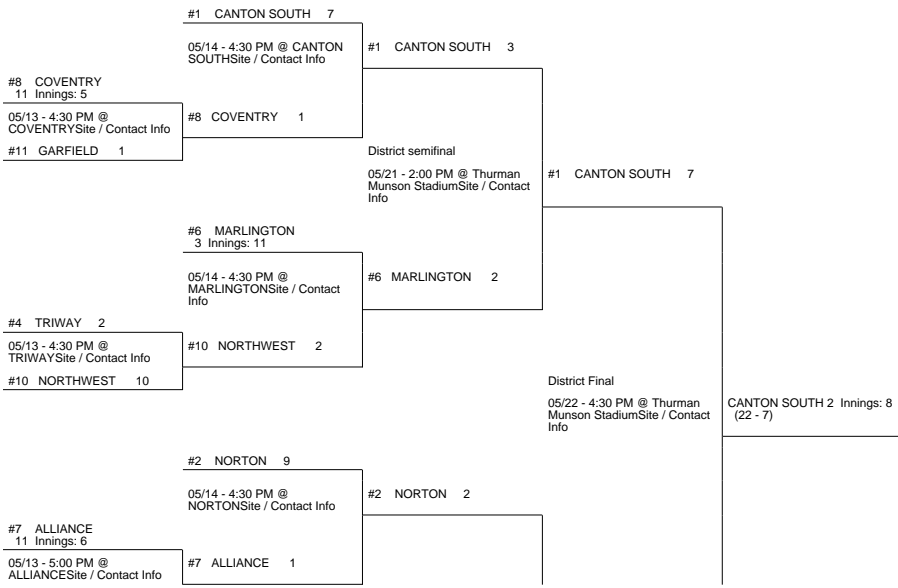 #1 CANTON SOUTH 7
05/14 - 4:30 PM @ CANTON
SOUTHSite / Contact Info
#1 CANTON SOUTH 3
#8 COVENTRY
11 Innings: 5
05/13 - 4:30 PM @
COVENTRYSite / Contact Info
#8 COVENTRY 1
#11 GARFIELD 1
District semifinal
05/21 - 2:00 PM @ Thurman
Munson StadiumSite / Contact
Info
#1 CANTON SOUTH 7
#6 MARLINGTON
3 Innings: 11
05/14 - 4:30 PM @
MARLINGTONSite / Contact
Info
#6 MARLINGTON 2
#4 TRIWAY 2
05/13 - 4:30 PM @
TRIWAYSite / Contact Info
#10 NORTHWEST 2
#10 NORTHWEST 10
District Final
05/22 - 4:30 PM @ Thurman
Munson StadiumSite / Contact
Info
CANTON SOUTH 2 Innings: 8
(22 - 7)
#2 NORTON 9
05/14 - 4:30 PM @
NORTONSite / Contact Info
#2 NORTON 2
#7 ALLIANCE
11 Innings: 6
05/13 - 5:00 PM @
ALLIANCESite / Contact Info
#7 ALLIANCE 1